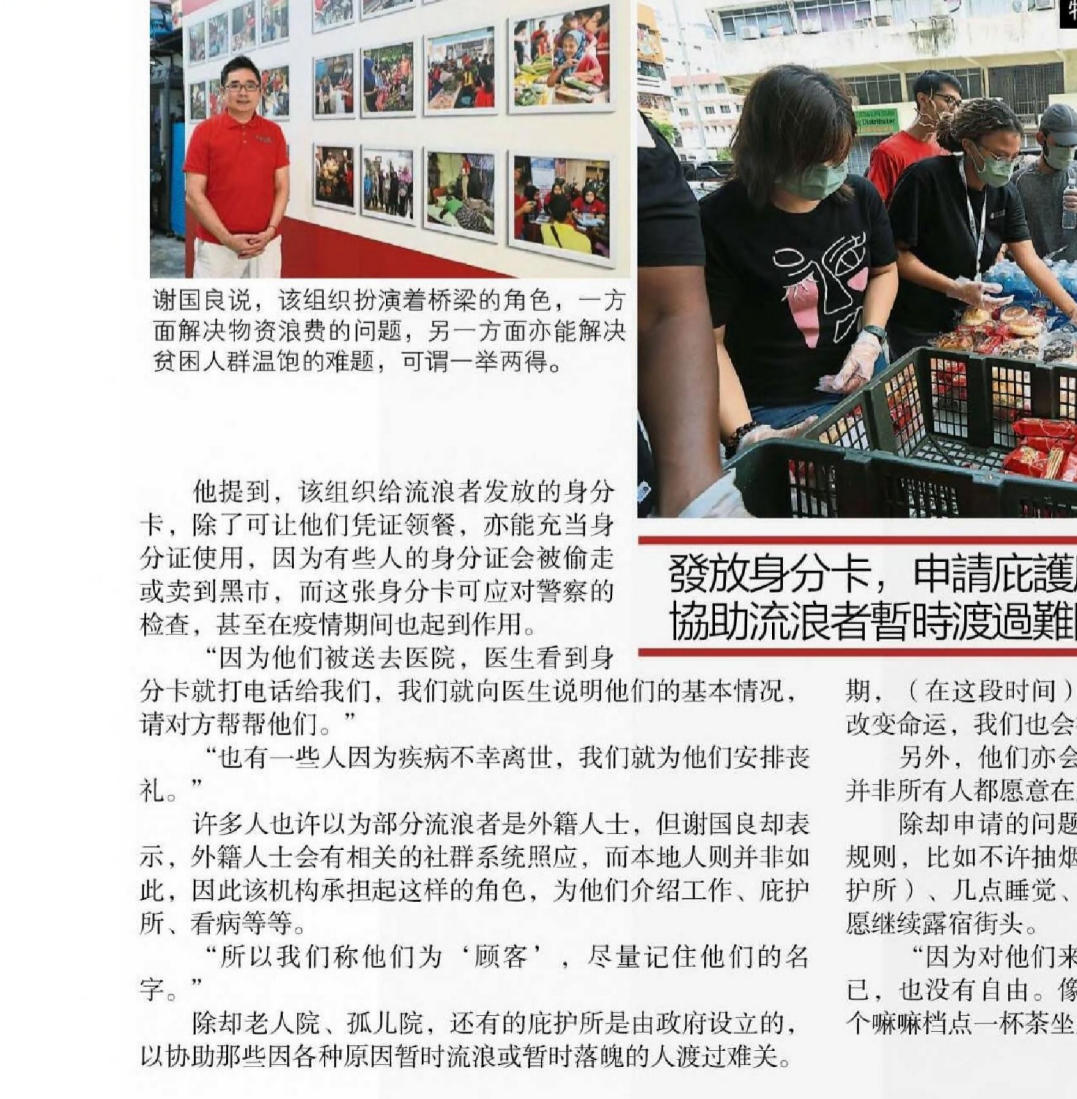 谢国良说，该组织扮演着桥梁的角色，一方
面解决物资浪费的问题，另一方面亦能解决
贫困人群温饱的难题，可谓一举两得。
他提到，该组织给流浪者发放的身分
卡，除了可让他们凭证领餐，亦能充当身
分证使用，因为有些人的身分证会被偷走
或卖到黑市，而这张身分卡可应对警察的
检查，甚至在疫情期间也起到作用。
“因为他们被送去医院，医生看到身
分卡就打电话给我们，我们就向医生说明他们的基本情况，
请对方帮帮他们。”
“也有一些人因为疾病不幸离世，我们就为他们安排丧
礼。”
许多人也许以为部分流浪者是外籍人士，但谢国良却表
示，外籍人士会有相关的社群系统照应，而本地人则并非如
此，因此该机构承担起这样的角色，为他们介绍工作、庇护
所、看病等等。
“所以我们称他们为‘顾客’，尽量记住他们的名
字。”
除却老人院、孤儿院，还有的庇护所是由政府设立的，
以协助那些因各种原因暂时流浪或暂时落魄的人渡过难关。
Distributor
發放身分卡，申請庇護
協助流浪者暫時渡過難
期，（在这段时间）
改变命运，我们也会
另外，他们亦会
并非所有人都愿意在
除却申请的问题
规则，比如不许抽烟
护所）、几点睡觉、
愿继续露宿街头。
“因为对他们来
已，也没有自由。像
个嘛嘛档点一杯茶坐